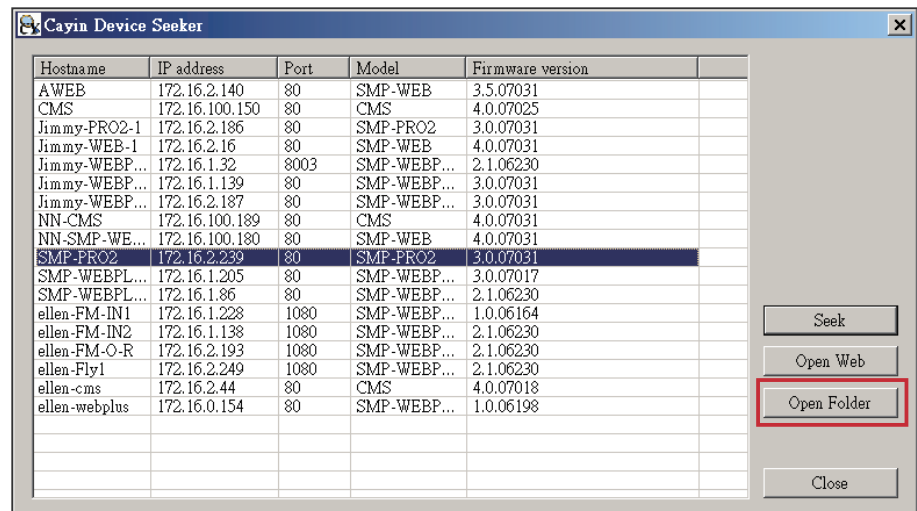 Cayin Device Seeker
Hostname IP address Port Model Firmware version
AWEB 172.16.2.140 80 SMP-WEB 3.5.07031
CMS 172.16.100.150 80 CMS 4.0.07025
Jimmy-PRO2-1 172.16.2.186 80 SMP-PRO2 3.0.07031
Jimmy-WEB-1 172.16.2.16 80 SMP-WEB 4.0.07031
Jimmy-WEBP... 172.16.1.32 8003 SMP-WEBP... 2.1.06230
Jimmy-WEBP... 172.16.1.139 80 SMP-WEBP... 3.0.07031
Jimmy-WEBP... 172.16.2.187 80 SMP-WEBP... 3.0.07031
NN-CMS 172.16.100.189 80 CMS 4.0.07031
NN-SMP-WE... 172.16.100.180 80 SMP-WEB 4.0.07031
SMP-PRO2 172.16.2.239 80 SMP-PRO2 3.0.07031
SMP-WEBPL... 172.16.1.205 80 SMP-WEBP... 3.0.07017
SMP-WEBPL... 172.16.1.86 80 SMP-WEBP... 2.1.06230
ellen-FM-IN1 172.16.1.228 1080 SMP-WEBP... 1.0.06164
ellen-FM-IN2 172.16.1.138 1080 SMP-WEBP... 2.1.06230
ellen-FM-O-R 172.16.2.193 1080 SMP-WEBP... 2.1.06230
ellen-Fly1 172.16.2.249 1080 SMP-WEBP... 2.1.06230
ellen-cms 172.16.2.44 80 CMS 4.0.07018
ellen-webplus 172.16.0.154 80 SMP-WEBP... 1.0.06198
Seek
Open Web
Open Folder
Close